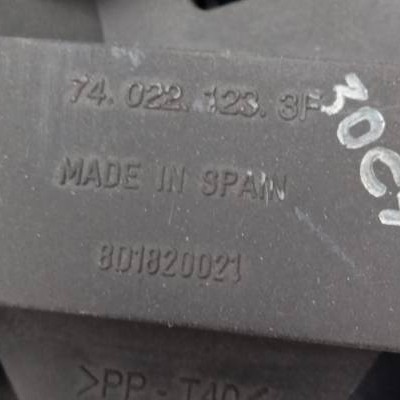 74. 022. 123. 3F
MADE IN SPAIN
8D1820021
>PP - T40<